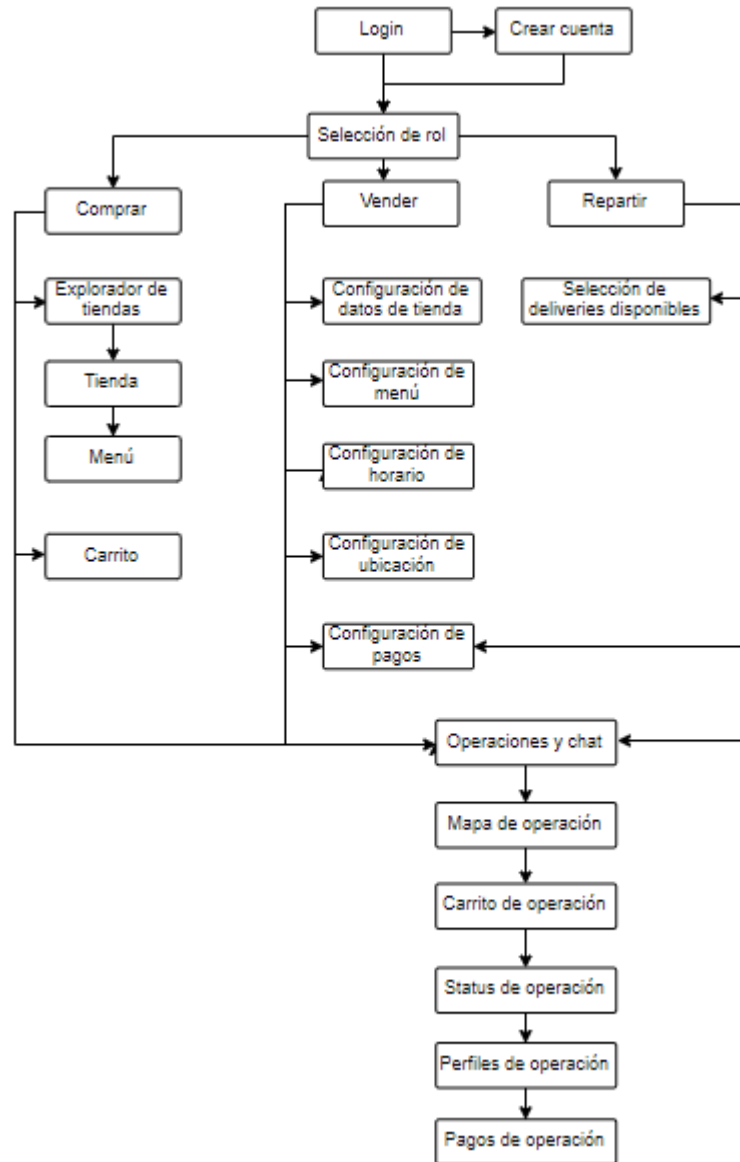 Login
Crear cuenta
Selección de rol
Comprar
Vender
Repartir
Explorador de
tiendas
Configuración de
datos de tienda
Selección de
deliveries disponibles
Tienda
Configuración de
menú
Menú
Configuración de
horario
Carrito
Configuración de
ubicación
Configuración de
pagos
Operaciones y chat
Mapa de operación
Carrito de operación
Status de operación
Perfiles de operación
Pagos de operación